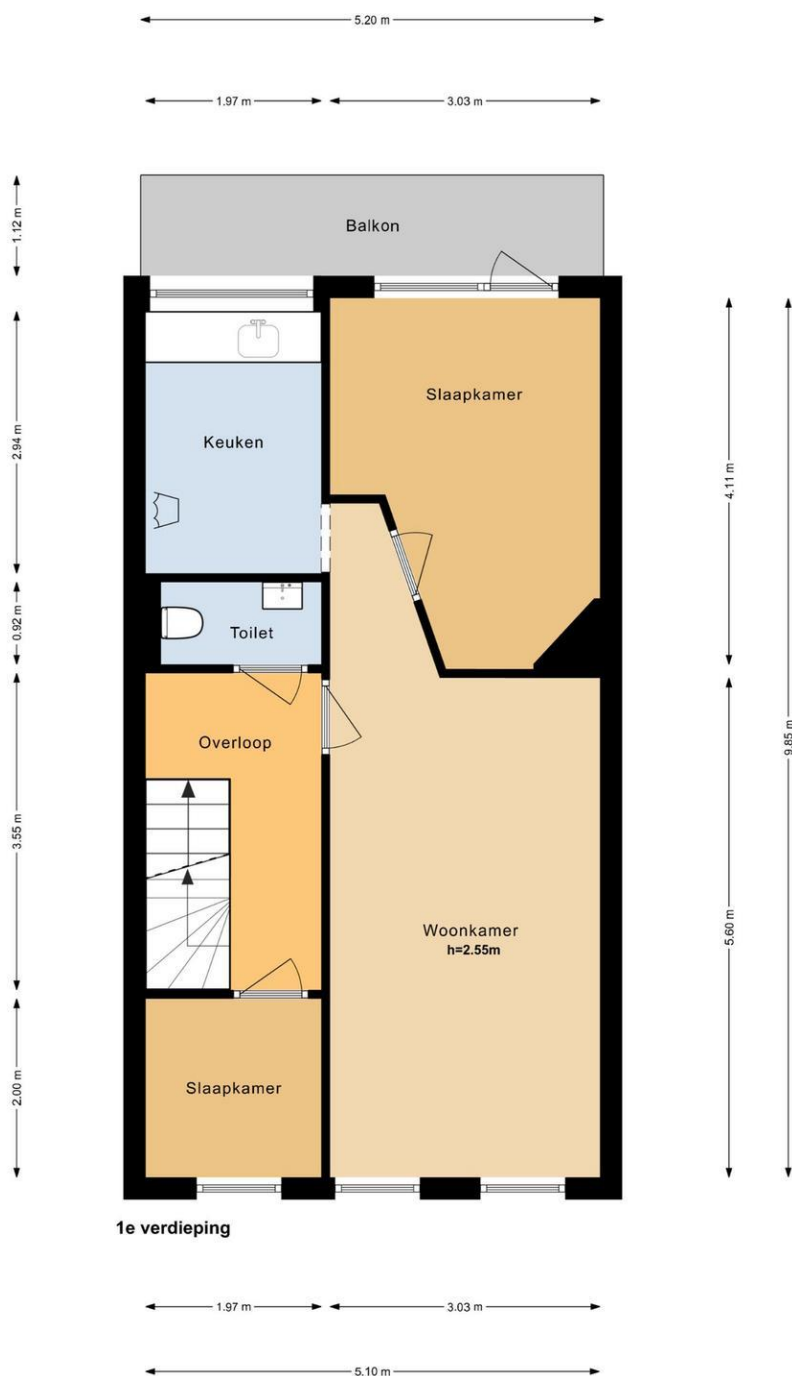 5.20 m
1.97 m
3.03 m
1.12 m
Balkon
Slaapkamer
Keuken
2.94 m
4.11 m
9.85 m
0.92 m
Toilet
Overloop
3.55 m
Woonkamer
h=2.55m
5.60 m
Slaapkamer
2.00 m
1e verdieping
1.97 m
3.03 m
5.10 m